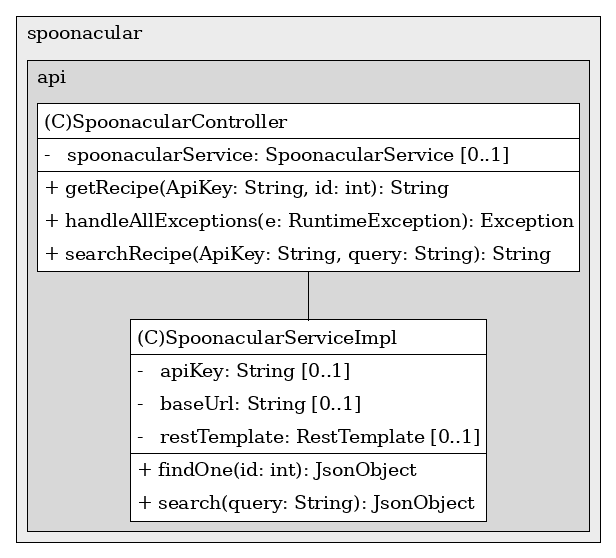 spoonacular
api
(C)SpoonacularController
- spoonacularService: SpoonacularService [0..1]
+ getRecipe(ApiKey: String, id: int): String
+ handleAllExceptions(e: RuntimeException): Exception
+ searchRecipe(ApiKey: String, query: String): String
(C)SpoonacularServiceImpl
- apiKey: String [0..1]
- baseUrl: String [0..1]
- restTemplate: RestTemplate [0..1]
+ findOne(id: int): JsonObject
+ search(query: String): JsonObject